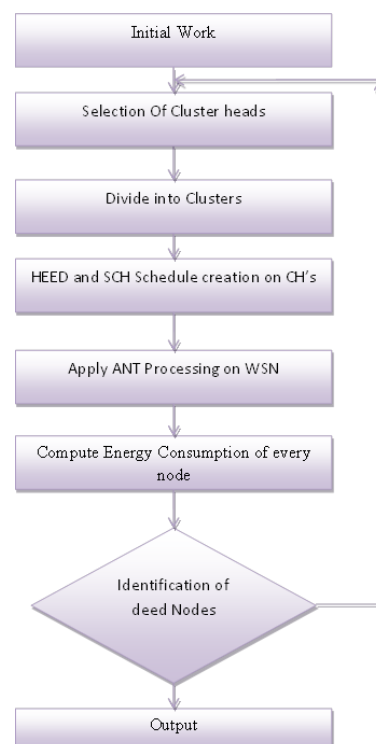 Initial Work
Selection Of Cluster heads
Divide into Clusters
HEED and SCH Schedule creation on CH's
Apply ANT Processing on WSN
Compute Energy Consumption of every
node
Identification of
deed Nodes
Output